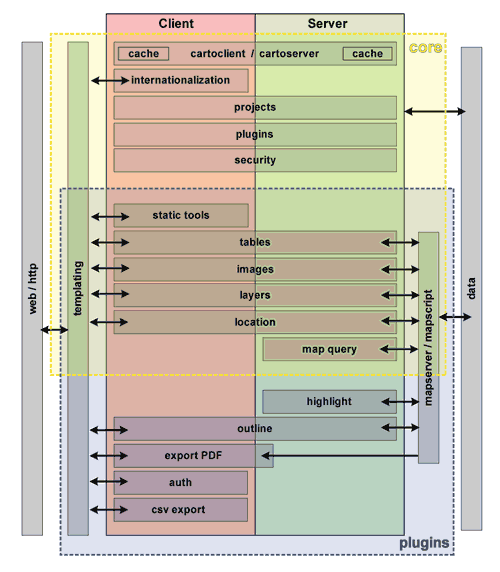 Client
Server
cache
cartoclient / cartoserver
cache
core
internationalization
projects
plugins
security
static tools
tables
images
layers
location
map query
highlight
outline
export PDF
auth
csv export
plugins
web / http
templating
mapserver / mapscript
data